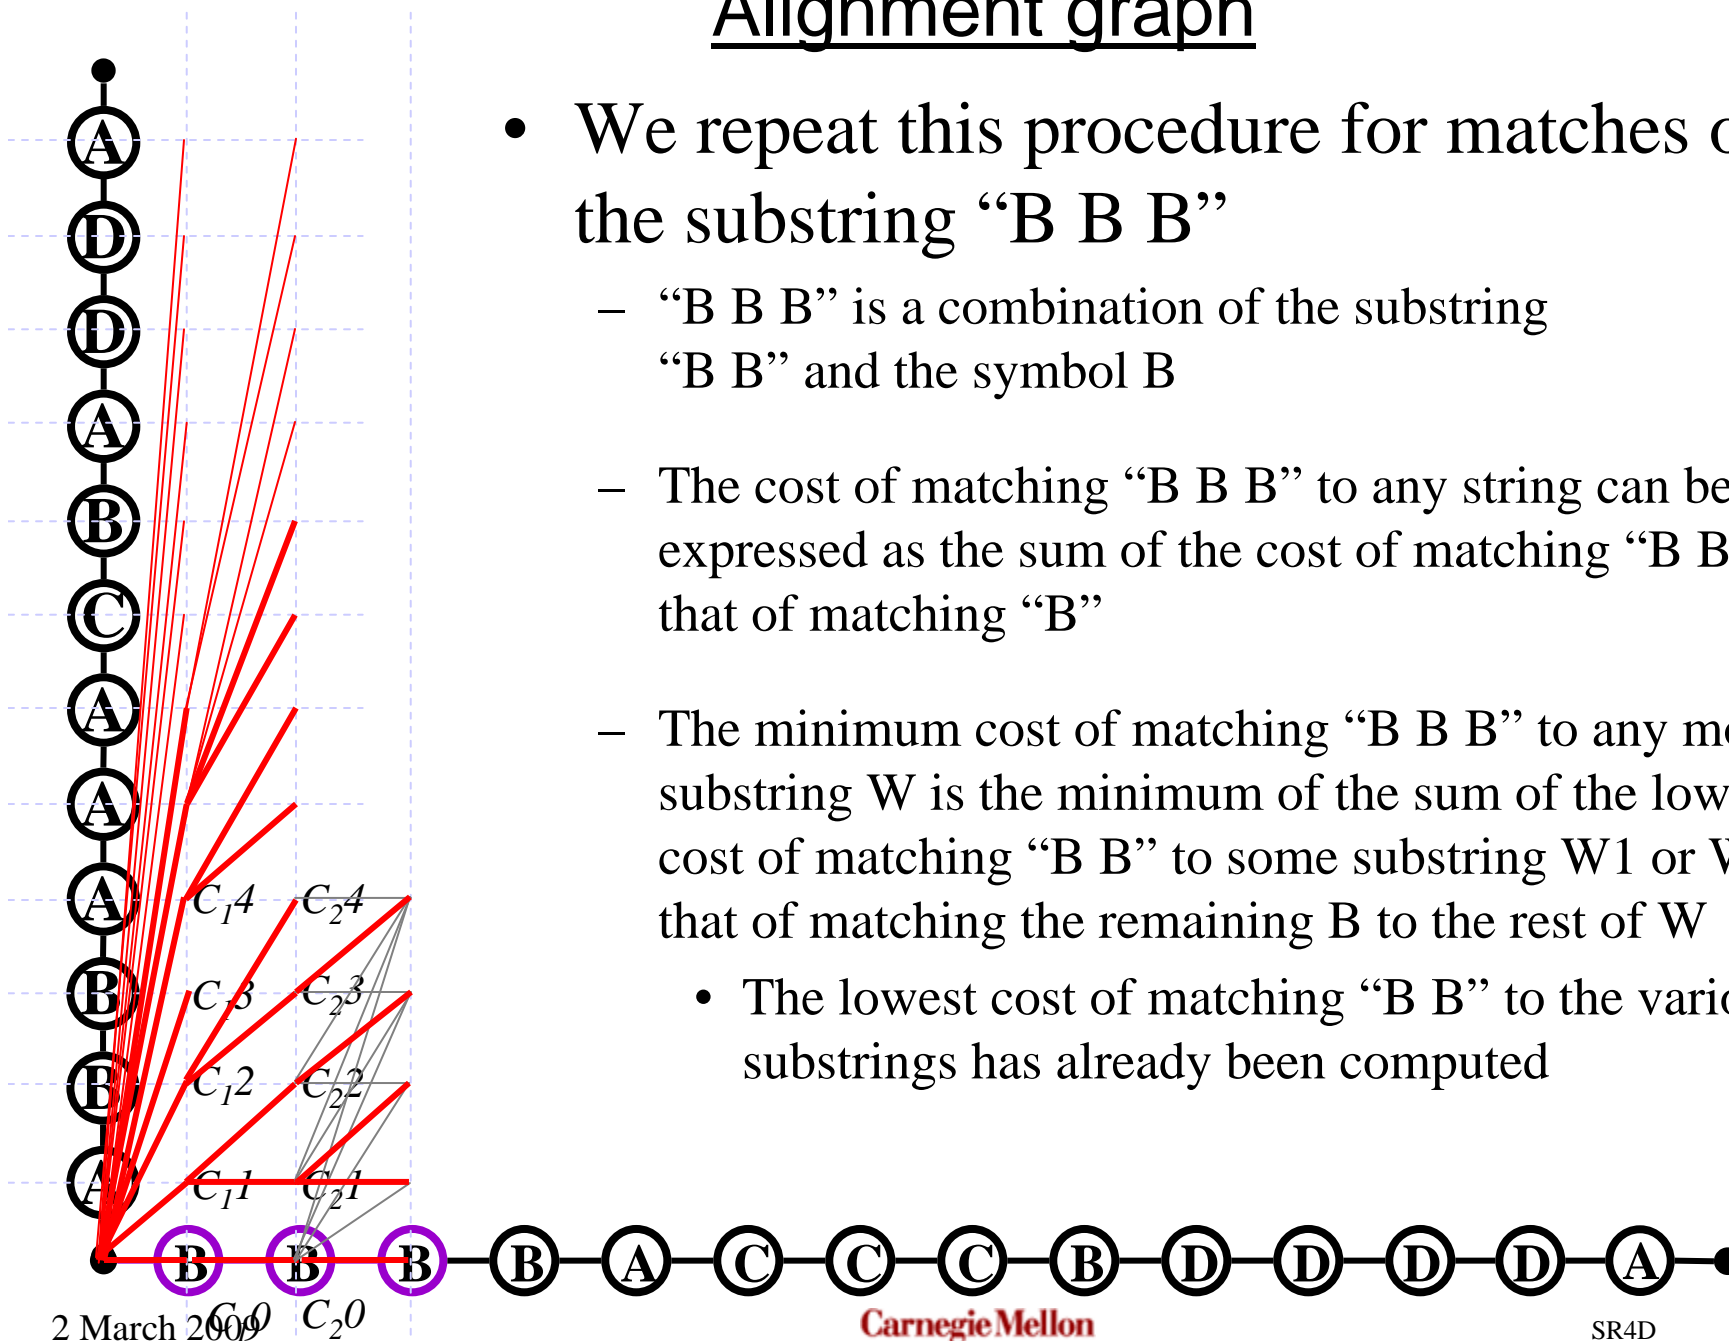 Alignment graph
• We repeat this procedure for matches
the substring “B B B”
– “B B B” is a combination of the substring
“B B” and the symbol B
– The cost of matching “B B B” to any string can be
expressed as the sum of the cost of matching “B B
that of matching “B”
– The minimum cost of matching “B B B” to any
substring W is the minimum of the sum of the
cost of matching “B B” to some substring W1 or
that of matching the remaining B to the rest of W
• The lowest cost of matching “B B” to the
substrings has already been computed
A
D
D
A
B
C
A
A
A
B
B
A
C₁4 C₂4
C₁3 C₂3
C₁2 C₂2
C₁1 C₂1
B B B B A C C C B D D D D A
C₁0 C₂0
2 March 2009
Carnegie Mellon
SR4D